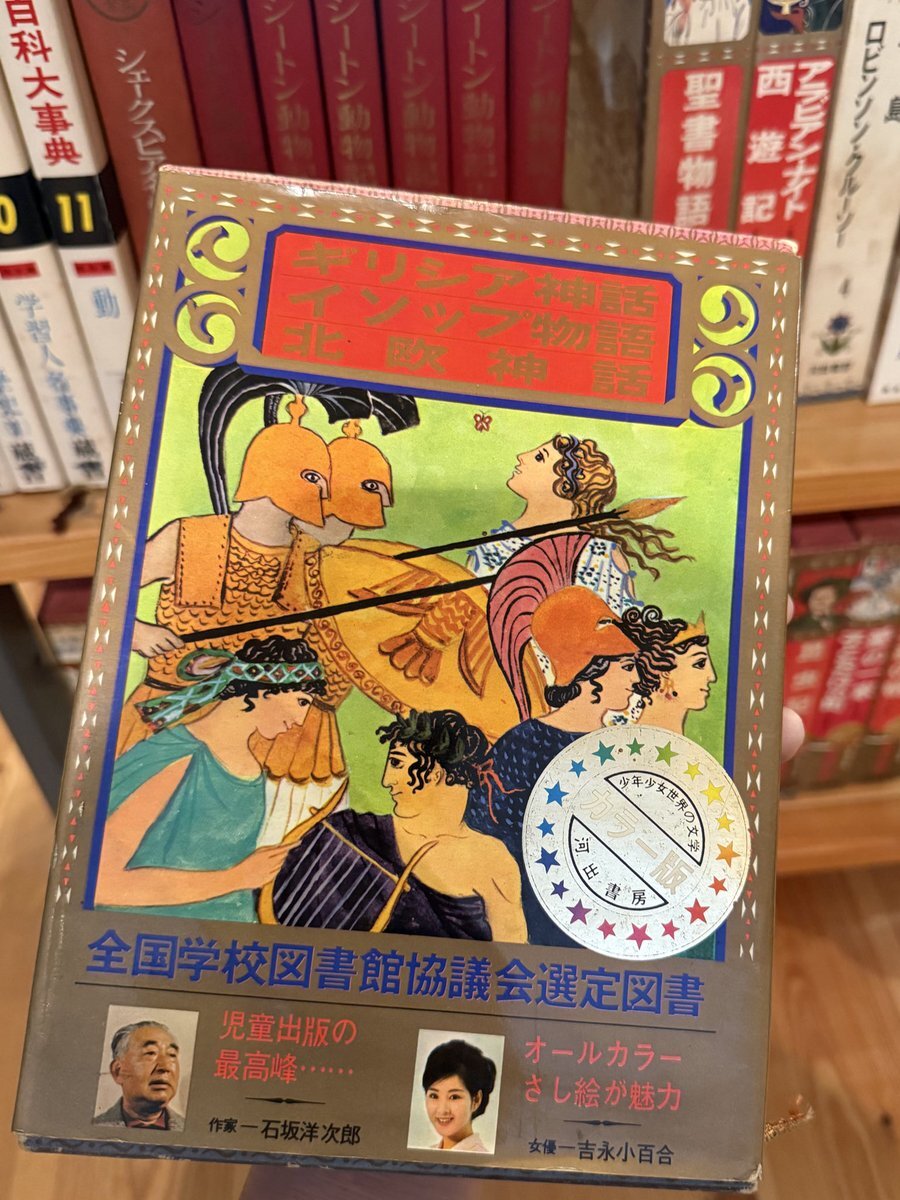 百科大事典
11
動
学習人名事典
蔵書
シェークスピア
シートン動物
シートン動物
シートン動物
シートン動物
シートン動物
聖書物語
アラビアン・ナイト
西遊記
ロビンソン・クルーソー
島
4
ギリシア神話
イソップ物語
北欧神話
少年少女世界の文学
カラー版
河出書房
全国学校図書館協議会選定図書
児童出版の
最高峰……
作家―石坂洋次郎
オールカラー
さし絵が魅力
女優―吉永小百合